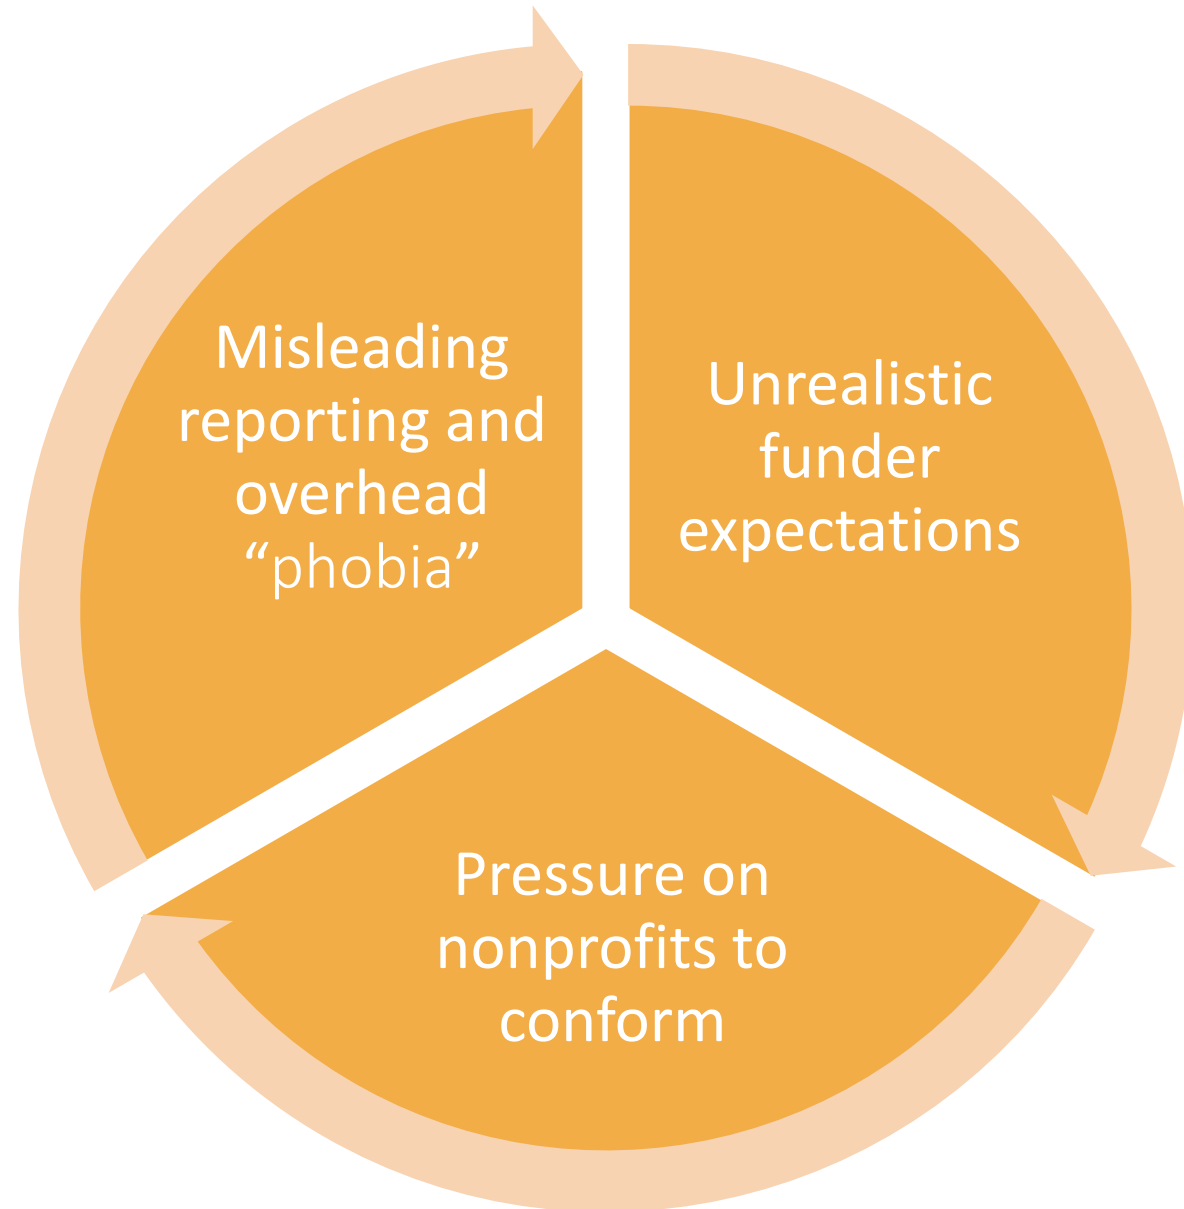 Misleading
reporting and
overhead
“phobia”
Unrealistic
funder
expectations
Pressure on
nonprofits to
conform